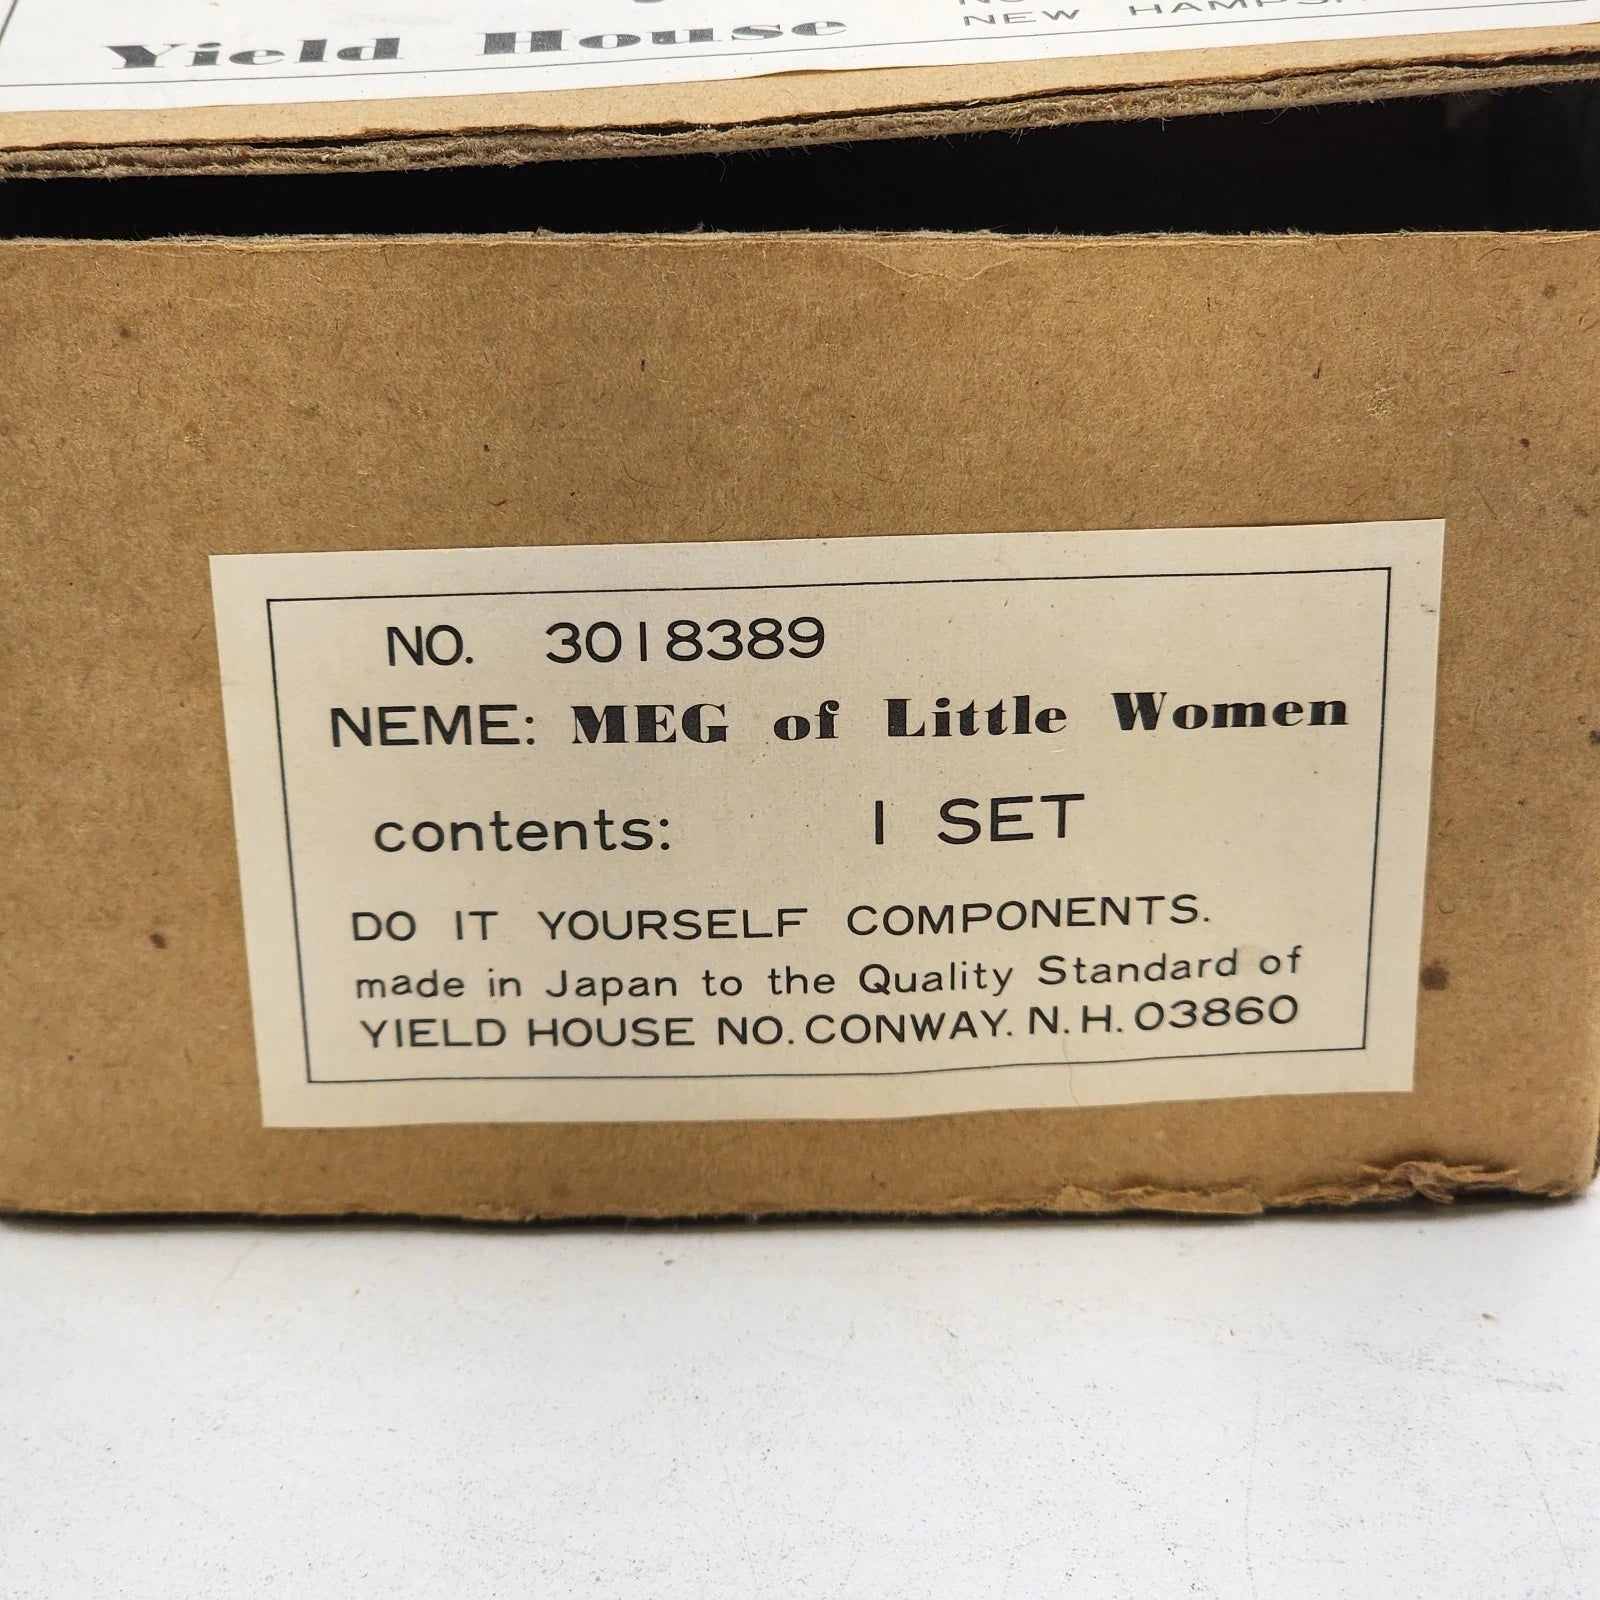 Yield House
NEW
NO. 3018389
NEME: MEG of Little Women
contents: 1 SET
DO IT YOURSELF COMPONENTS.
made in Japan to the Quality Standard of
YIELD HOUSE NO. CONWAY. N. H. 03860